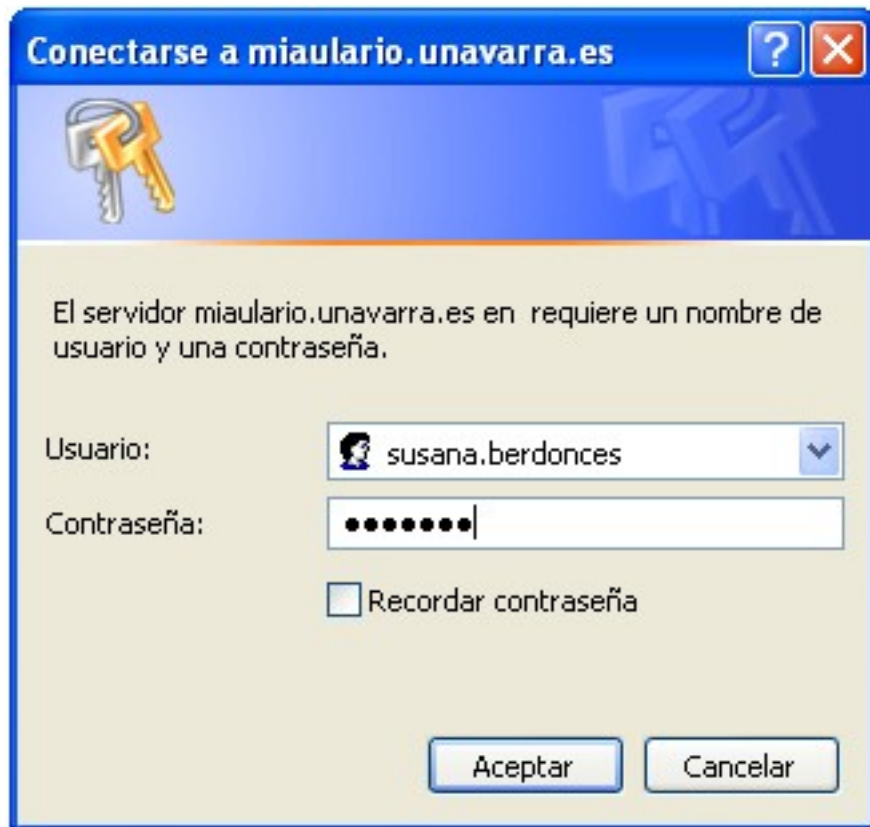 Conectarse a miaulario.unavarra.es
El servidor miaulario.unavarra.es en  requiere un nombre de
usuario y una contraseña.
Usuario: susana.berdonces
Contraseña: •••••••
Recordar contraseña
Aceptar Cancelar